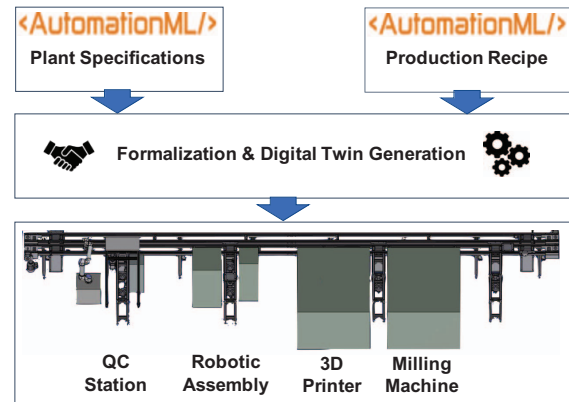 <AutomationML/>
<AutomationML/>
Plant Specifications
Production Recipe
Formalization & Digital Twin Generation
QC
Station
Robotic
Assembly
3D
Printer
Milling
Machine